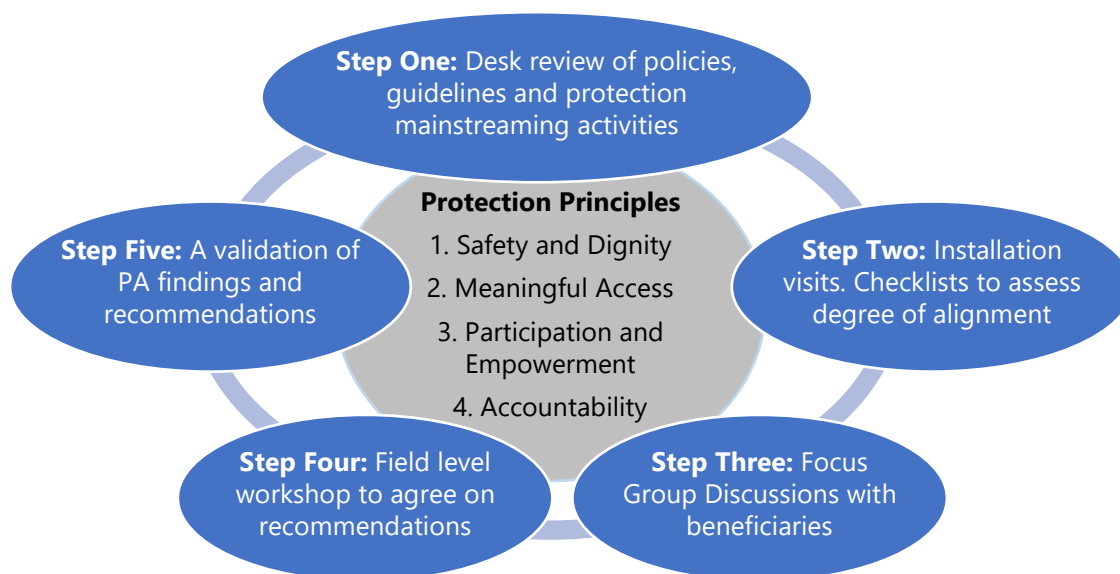 Step One: Desk review of policies,
guidelines and protection
mainstreaming activities
Protection Principles
1. Safety and Dignity
2. Meaningful Access
3. Participation and
Empowerment
4. Accountability
Step Two: Installation
visits. Checklists to assess
degree of alignment
Step Three: Focus
Group Discussions with
beneficiaries
Step Four: Field level
workshop to agree on
recommendations
Step Five: A validation of
PA findings and
recommendations